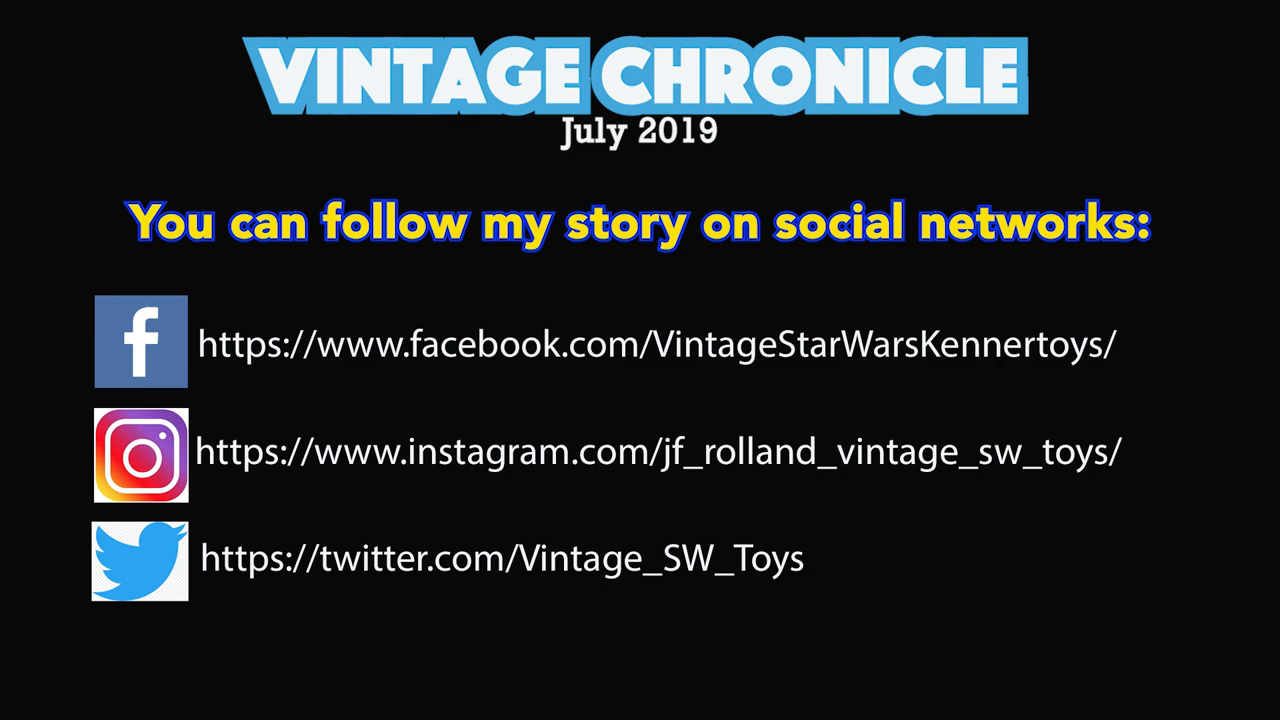 VINTAGE CHRONICLE
July 2019
You can follow my story on social networks:
https://www.facebook.com/VintageStarWarsKennertoys/
https://www.instagram.com/jf_rolland_vintage_sw_toys/
https://twitter.com/Vintage_SW_Toys